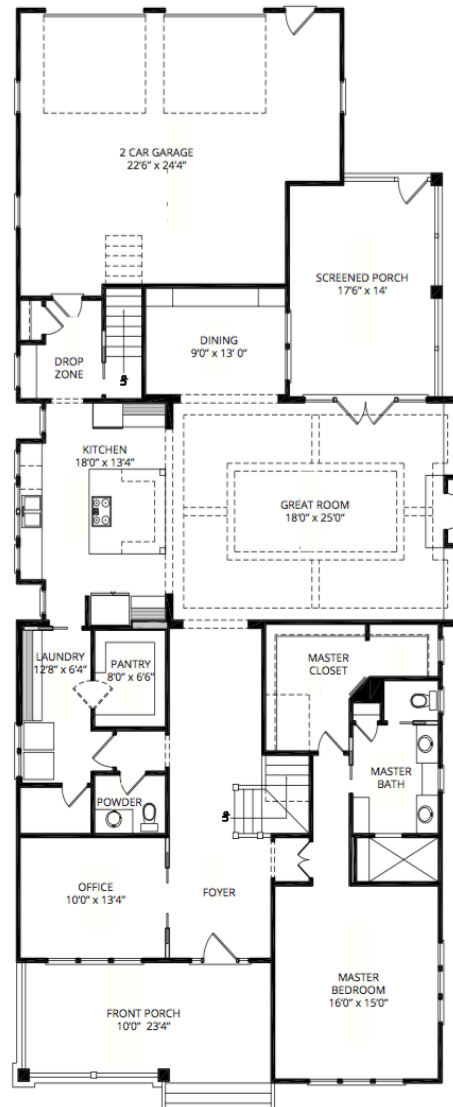 2 CAR GARAGE
22'6" x 24'4"
SCREENED PORCH
17'6" x 14'
DINING
9'0" x 13' 0"
DROP
ZONE
Up
KITCHEN
18'0" x 13'4"
GREAT ROOM
18'0" x 25'0"
LAUNDRY
12'8" x 6'4"
PANTRY
8'0" x 6'6"
MASTER
CLOSET
MASTER
BATH
POWDER
Up
OFFICE
10'0" x 13'4"
FOYER
MASTER
BEDROOM
16'0" x 15'0"
FRONT PORCH
10'0" 23'4"